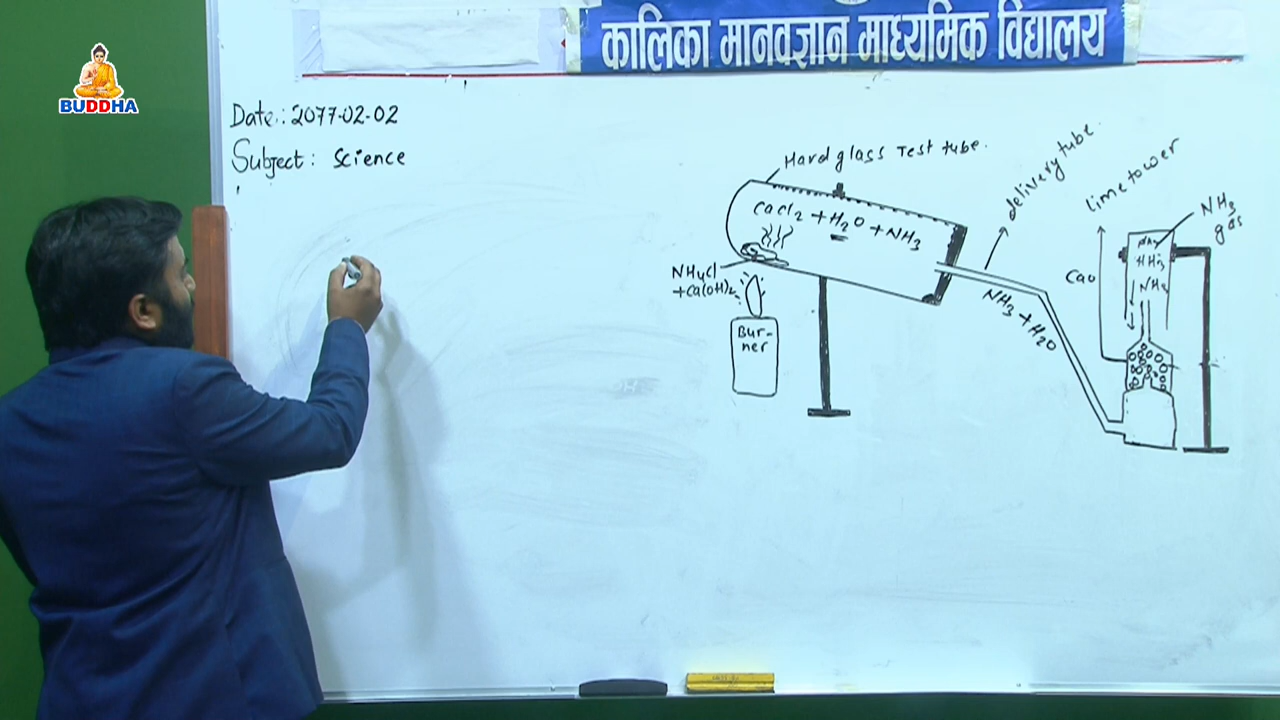 कालिका मानवज्ञान माध्यमिक विद्यालय
BUDDHA
Date: 2077-02-02
Subject: Science
Hard glass Test tube.
delivery tube.
lime tower
NH3 gas
CaCl2 + H2O + NH3
NH4Cl
+Ca(OH)2
Bur-
ner
NH3 + H2O
CaO
NH3